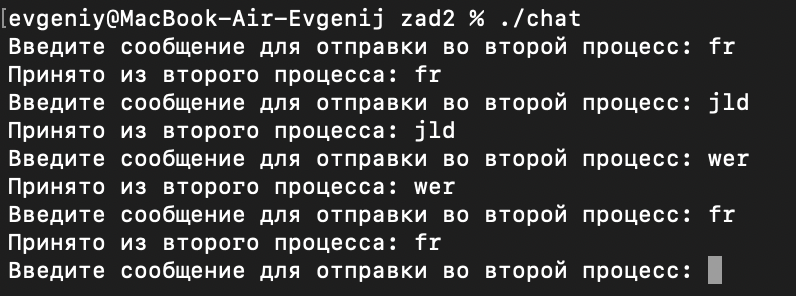 [evgeniy@MacBook-Air-Evgenij zad2 % ./chat
Введите сообщение для отправки во второй процесс: fr
Принято из второго процесса: fr
Введите сообщение для отправки во второй процесс: jld
Принято из второго процесса: jld
Введите сообщение для отправки во второй процесс: wer
Принято из второго процесса: wer
Введите сообщение для отправки во второй процесс: fr
Принято из второго процесса: fr
Введите сообщение для отправки во второй процесс: